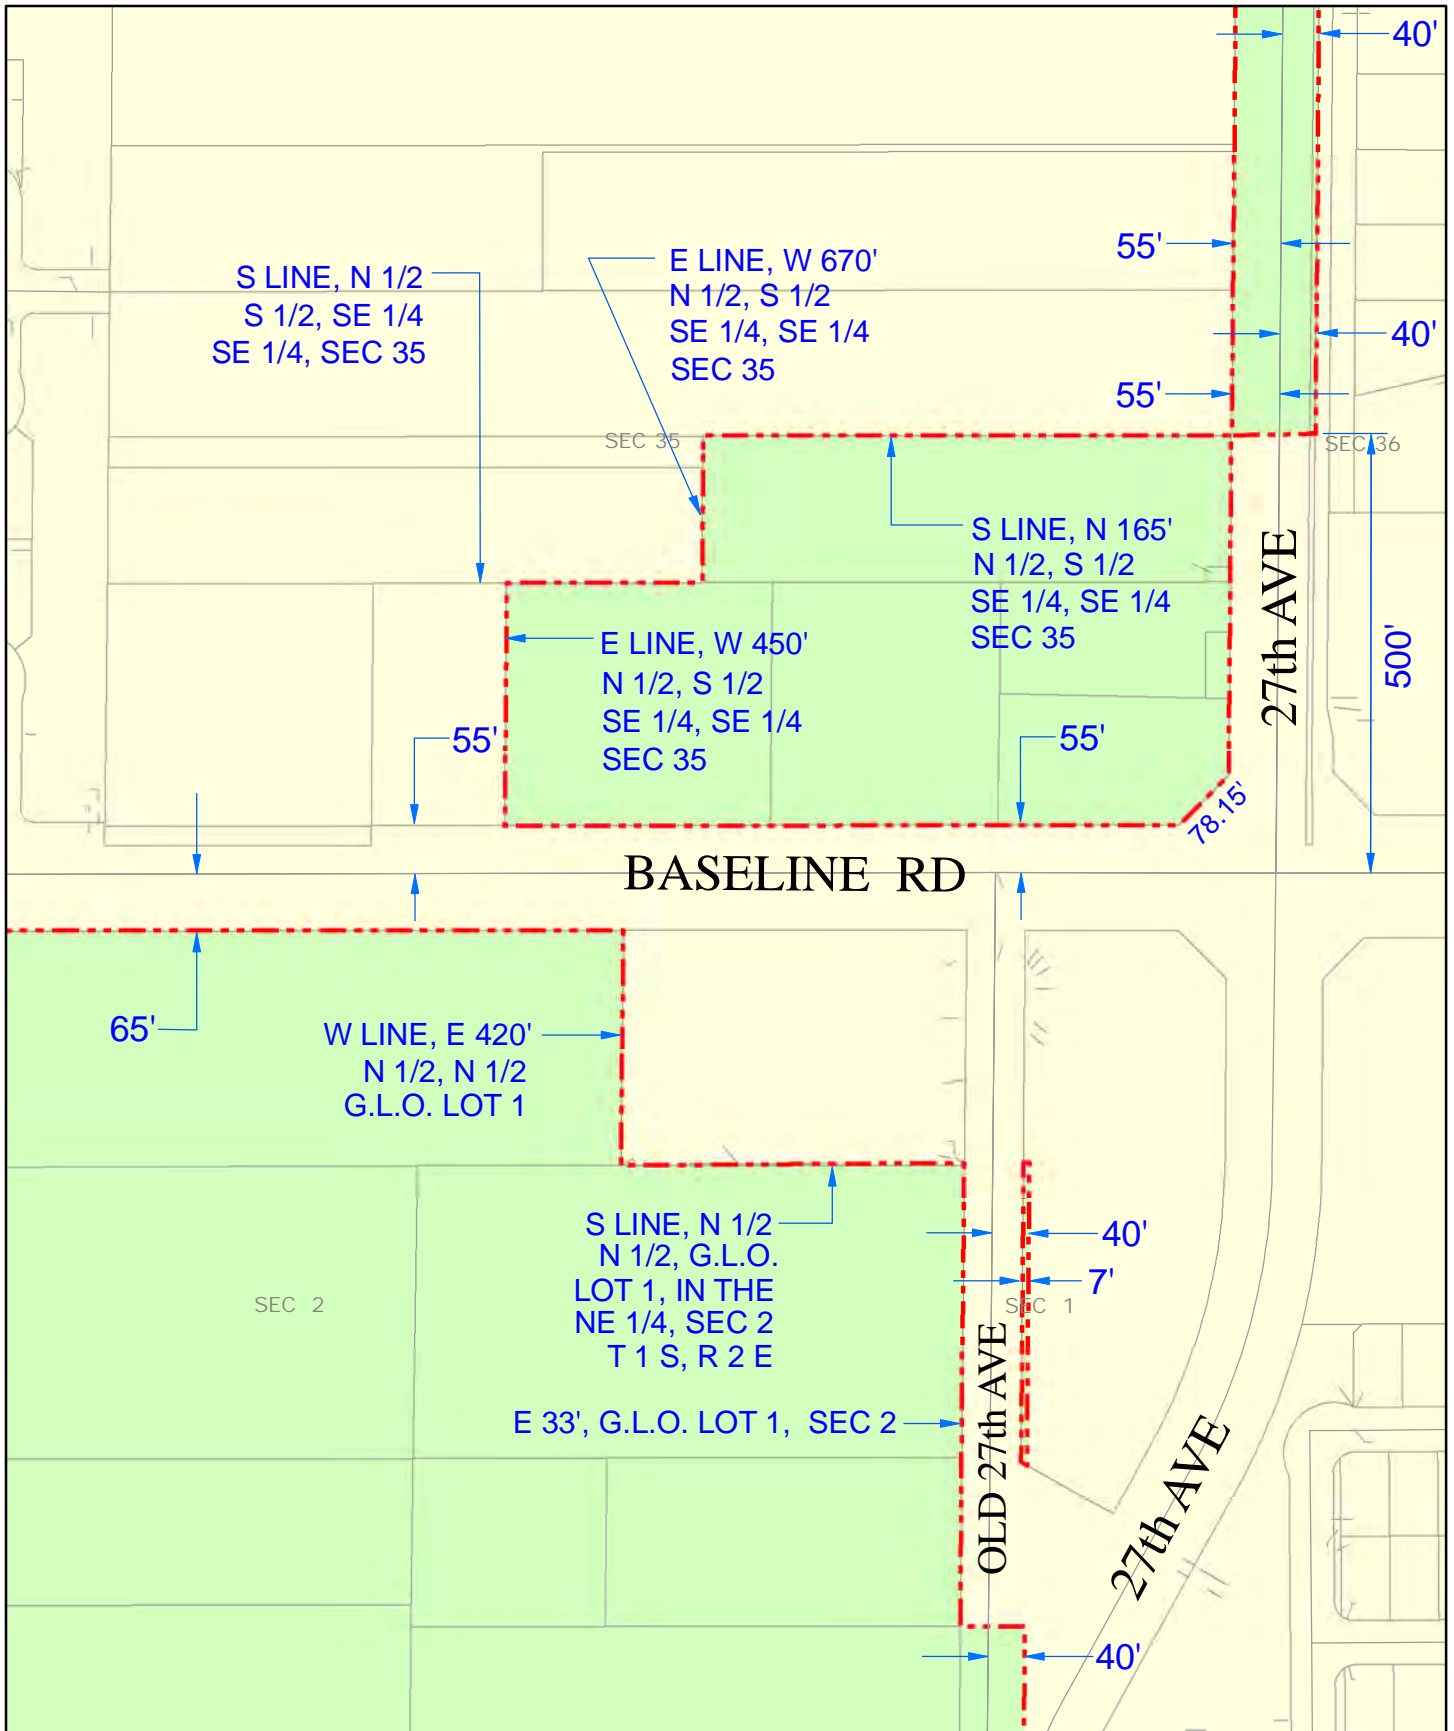 40'
55'
S LINE, N 1/2
S 1/2, SE 1/4
SE 1/4, SEC 35
E LINE, W 670'
N 1/2, S 1/2
SE 1/4, SE 1/4
SEC 35
40'
55'
SEC 35
SEC 36
S LINE, N 165'
N 1/2, S 1/2
SE 1/4, SE 1/4
SEC 35
27th AVE
500'
E LINE, W 450'
N 1/2, S 1/2
SE 1/4, SE 1/4
SEC 35
55'
55'
78.15'
BASELINE RD
65'
W LINE, E 420'
N 1/2, N 1/2
G.L.O. LOT 1
S LINE, N 1/2
N 1/2, G.L.O.
LOT 1, IN THE
NE 1/4, SEC 2
T 1 S, R 2 E
40'
7'
SEC 2
SEC 1
E 33', G.L.O. LOT 1, SEC 2
OLD 27th AVE
27th AVE
40'